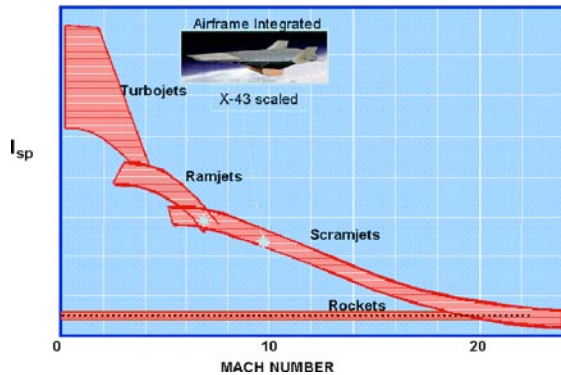 Airframe Integrated
X-43 scaled
Turbojets
Isp
Ramjets
Scramjets
Rockets
0
10
20
MACH NUMBER